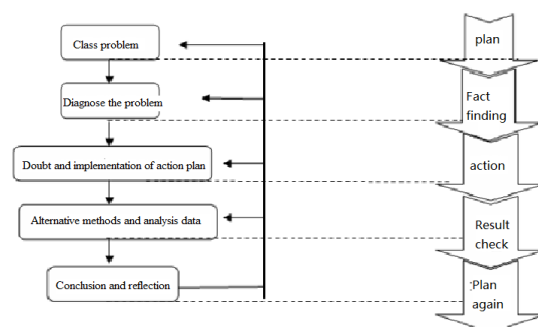 Class problem
Diagnose the problem
Doubt and implementation of action plan
Alternative methods and analysis data
Conclusion and reflection
plan
Fact
finding
action
Result
check
:Plan
again